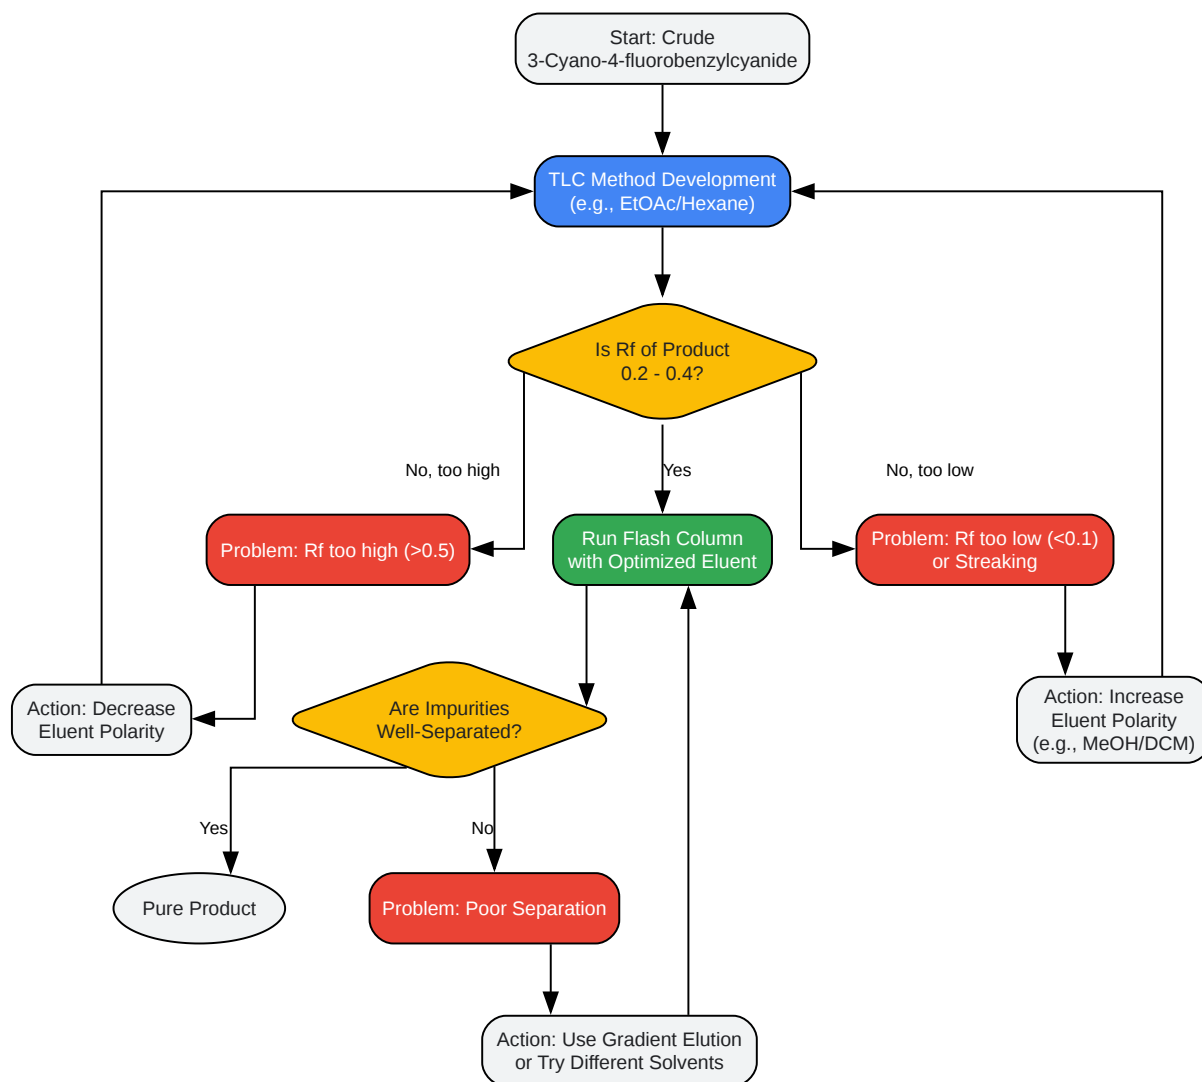 Start: Crude
3-Cyano-4-fluorobenzylcyanide
TLC Method Development
(e.g., EtOAc/Hexane)
Is Rf of Product
0.2 - 0.4?
No, too high
Yes
No, too low
Problem: Rf too high (>0.5)
Run Flash Column
with Optimized Eluent
Problem: Rf too low (<0.1)
or Streaking
Action: Decrease
Eluent Polarity
Are Impurities
Well-Separated?
Action: Increase
Eluent Polarity
(e.g., MeOH/DCM)
Yes
No
Pure Product
Problem: Poor Separation
Action: Use Gradient Elution
or Try Different Solvents